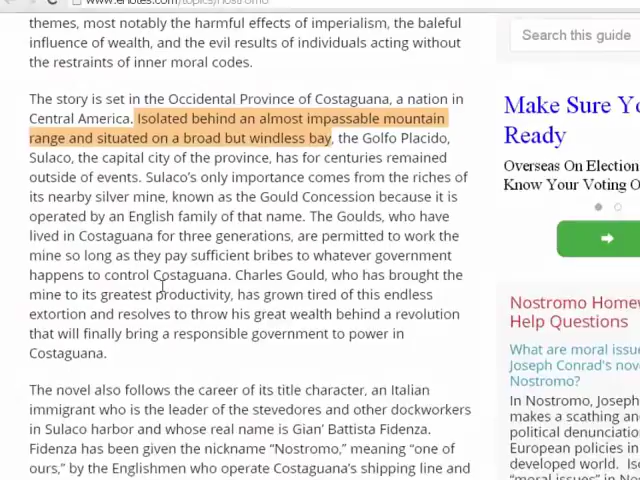 www.enotes.com/topics/nostromo
themes, most notably the harmful effects of imperialism, the baleful
influence of wealth, and the evil results of individuals acting without
the restraints of inner moral codes.
The story is set in the Occidental Province of Costaguana, a nation in
Central America. Isolated behind an almost impassable mountain
range and situated on a broad but windless bay, the Golfo Placido,
Sulaco, the capital city of the province, has for centuries remained
outside of events. Sulaco's only importance comes from the riches of
its nearby silver mine, known as the Gould Concession because it is
operated by an English family of that name. The Goulds, who have
lived in Costaguana for three generations, are permitted to work the
mine so long as they pay sufficient bribes to whatever government
happens to control Costaguana. Charles Gould, who has brought the
mine to its greatest productivity, has grown tired of this endless
extortion and resolves to throw his great wealth behind a revolution
that will finally bring a responsible government to power in
Costaguana.
The novel also follows the career of its title character, an Italian
immigrant who is the leader of the stevedores and other dockworkers
in Sulaco harbor and whose real name is Gian' Battista Fidenza.
Fidenza has been given the nickname “Nostromo,” meaning “one of
ours,” by the Englishmen who operate Costaguana's shipping line and
Search this guide
Make Sure Yo
Ready
Overseas On Election
Know Your Voting O
Nostromo Homew
Help Questions
What are moral issue
Joseph Conrad's nov
Nostromo?
In Nostromo, Joseph
makes a scathing an
political denunciatio
European policies in
developed world. Ise
"moral issues" in Nost